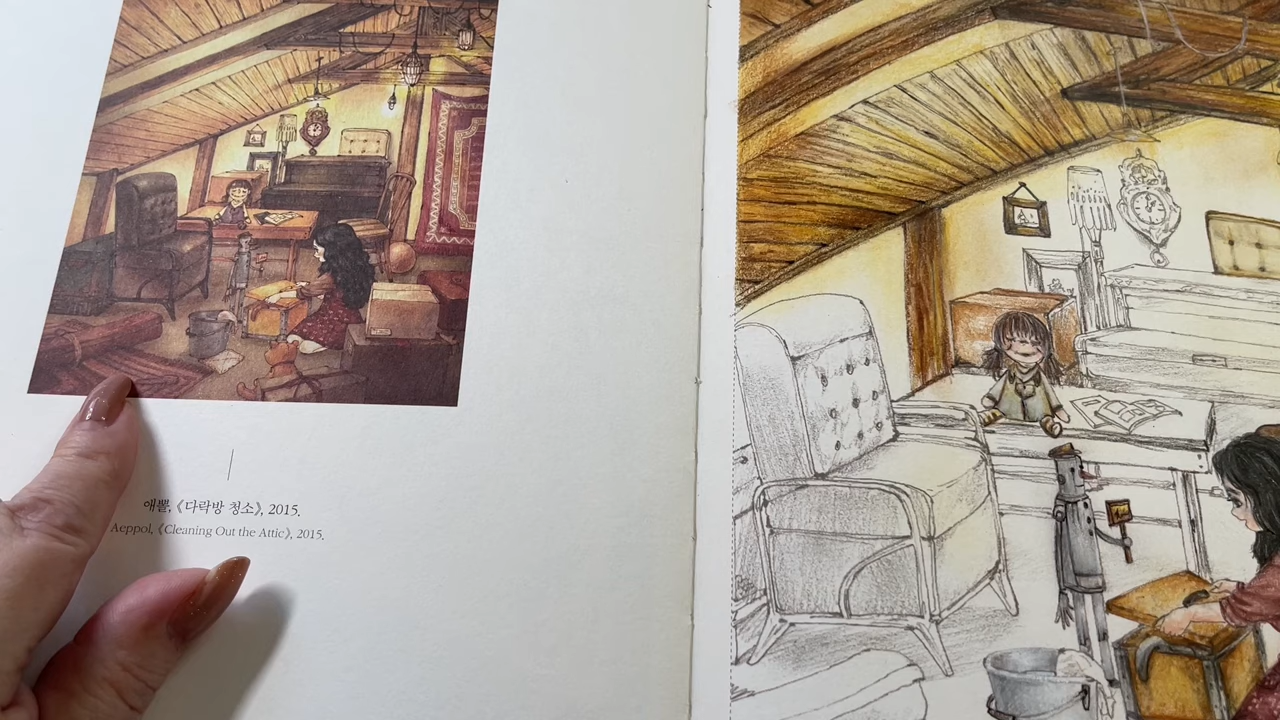 애뽈, 《다락방 청소》, 2015.
Aeppol, 《Cleaning Out the Attic》, 2015.